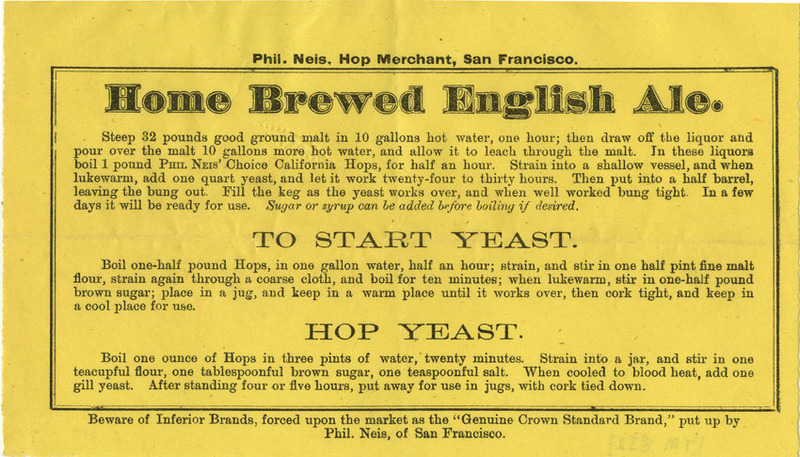 Phil. Neis, Hop Merchant, San Francisco.
Home Brewed English Ale.
Steep 32 pounds good ground malt in 10 gallons hot water, one hour; then draw off the liquor and
pour over the malt 10 gallons more hot water, and allow it to leach through the malt. In these liquors
boil 1 pound PHIL NEIS' Choice California Hops, for half an hour. Strain into a shallow vessel, and when
lukewarm, add one quart yeast, and let it work twenty-four to thirty hours. Then put into a half barrel,
leaving the bung out. Fill the keg as the yeast works over, and when well worked bung tight. In a few
days it will be ready for use. Sugar or syrup can be added before boiling if desired.
TO START YEAST.
Boil one-half pound Hops, in one gallon water, half an hour; strain, and stir in one half pint fine malt
flour, strain again through a coarse cloth, and boil for ten minutes; when lukewarm, stir in one-half pound
brown sugar; place in a jug, and keep in a warm place until it works over, then cork tight, and keep in
a cool place for use.
HOP YEAST.
Boil one ounce of Hops in three pints of water, twenty minutes. Strain into a jar, and stir in one
teacupful flour, one tablespoonful brown sugar, one teaspoonful salt. When cooled to blood heat, add one
gill yeast. After standing four or five hours, put away for use in jugs, with cork tied down.
Beware of Inferior Brands, forced upon the market as the "Genuine Crown Standard Brand," put up by
Phil. Neis, of San Francisco.